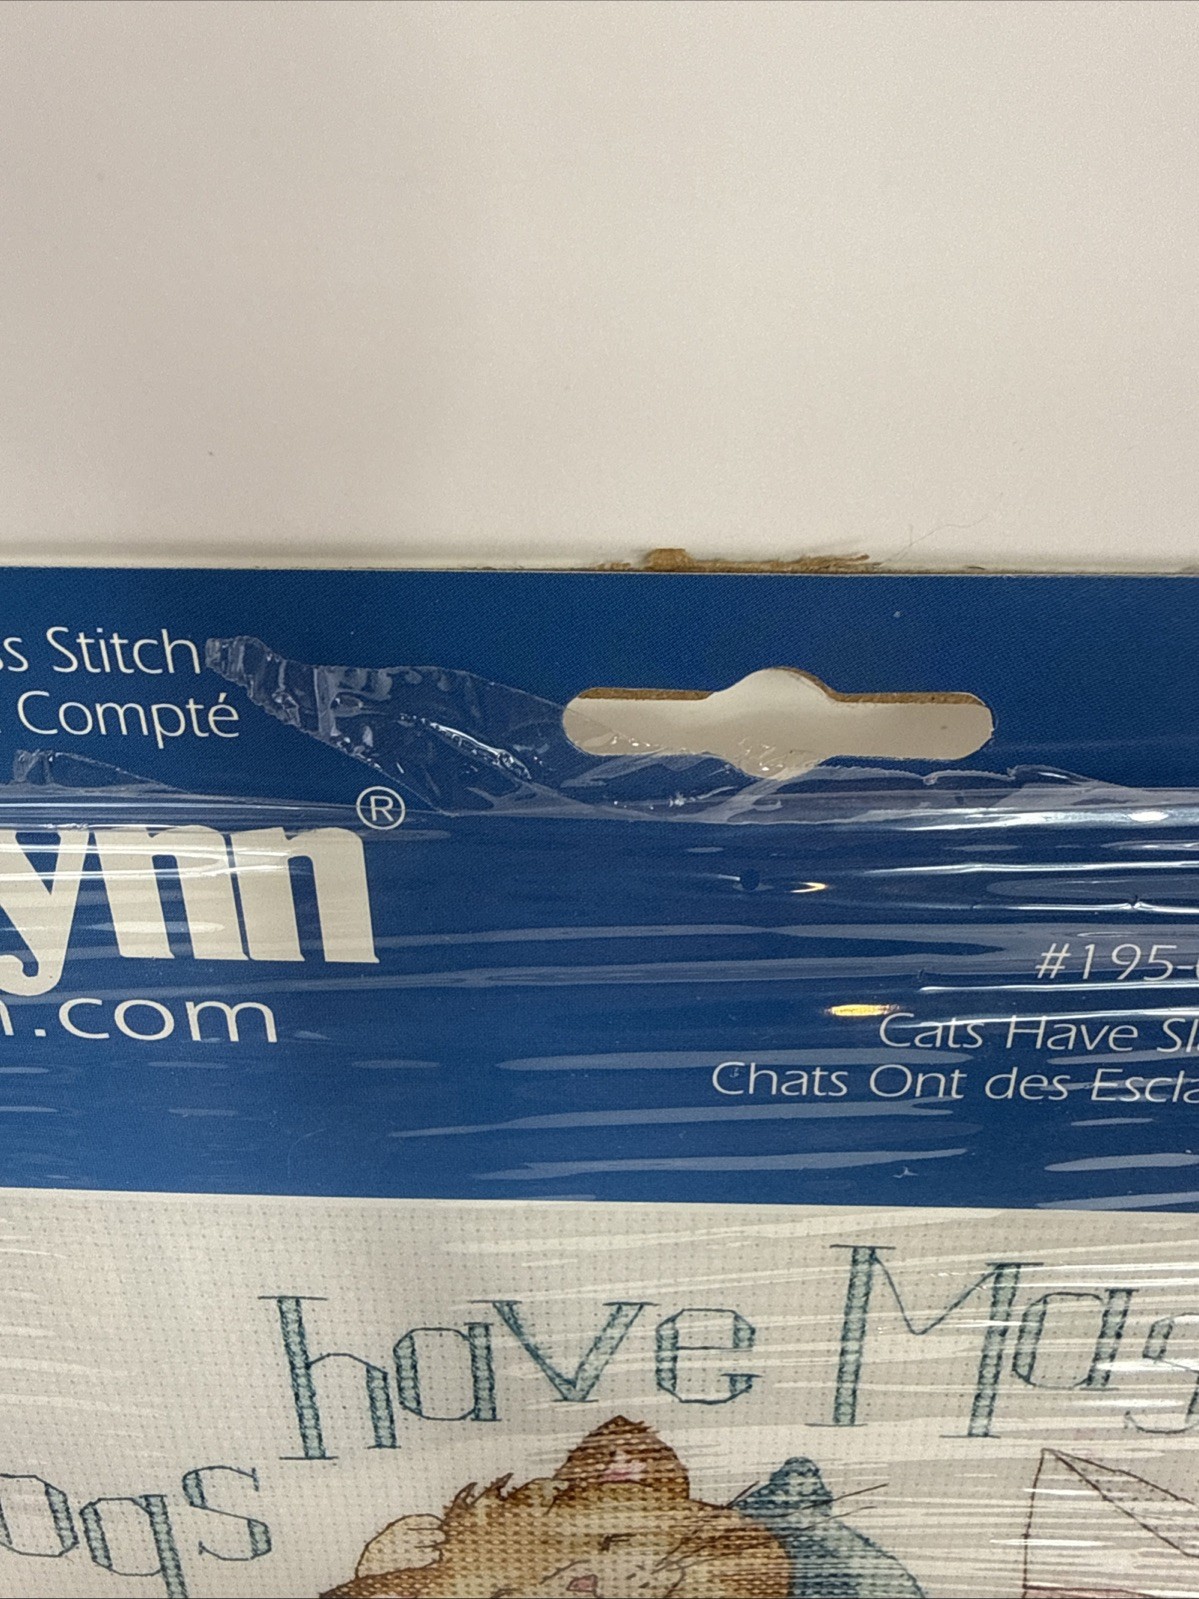 ss Stitch
Compté
ynn®
.com
#195-
Cats Have Sl
Chats Ont des Escla
have Mas
ogs